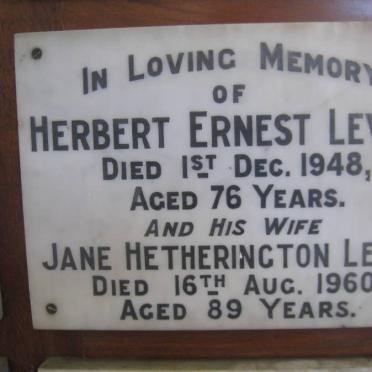 IN LOVING MEMORY
OF
HERBERT ERNEST
DIED 1ST DEC. 1948,
AGED 76 YEARS.
AND HIS WIFE
JANE HETHERINGTON
DIED 16TH AUG. 1960
AGED 89 YEARS.